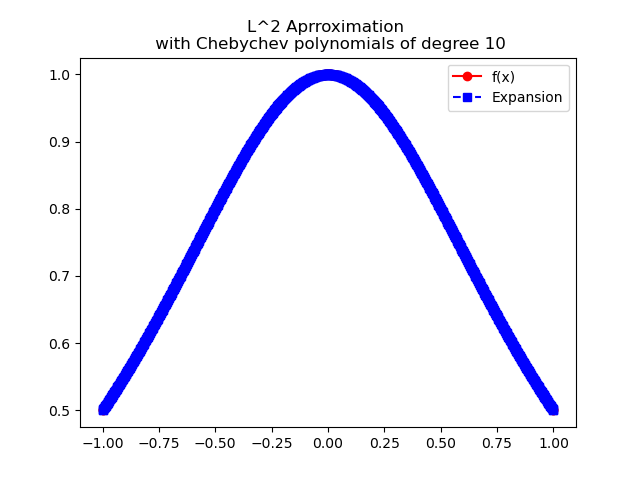 L^2 Aprroximation
with Chebychev polynomials of degree 10
f(x)
Expansion
1.0
0.9
0.8
0.7
0.6
0.5
−1.00 −0.75 −0.50 −0.25 0.00 0.25 0.50 0.75 1.00